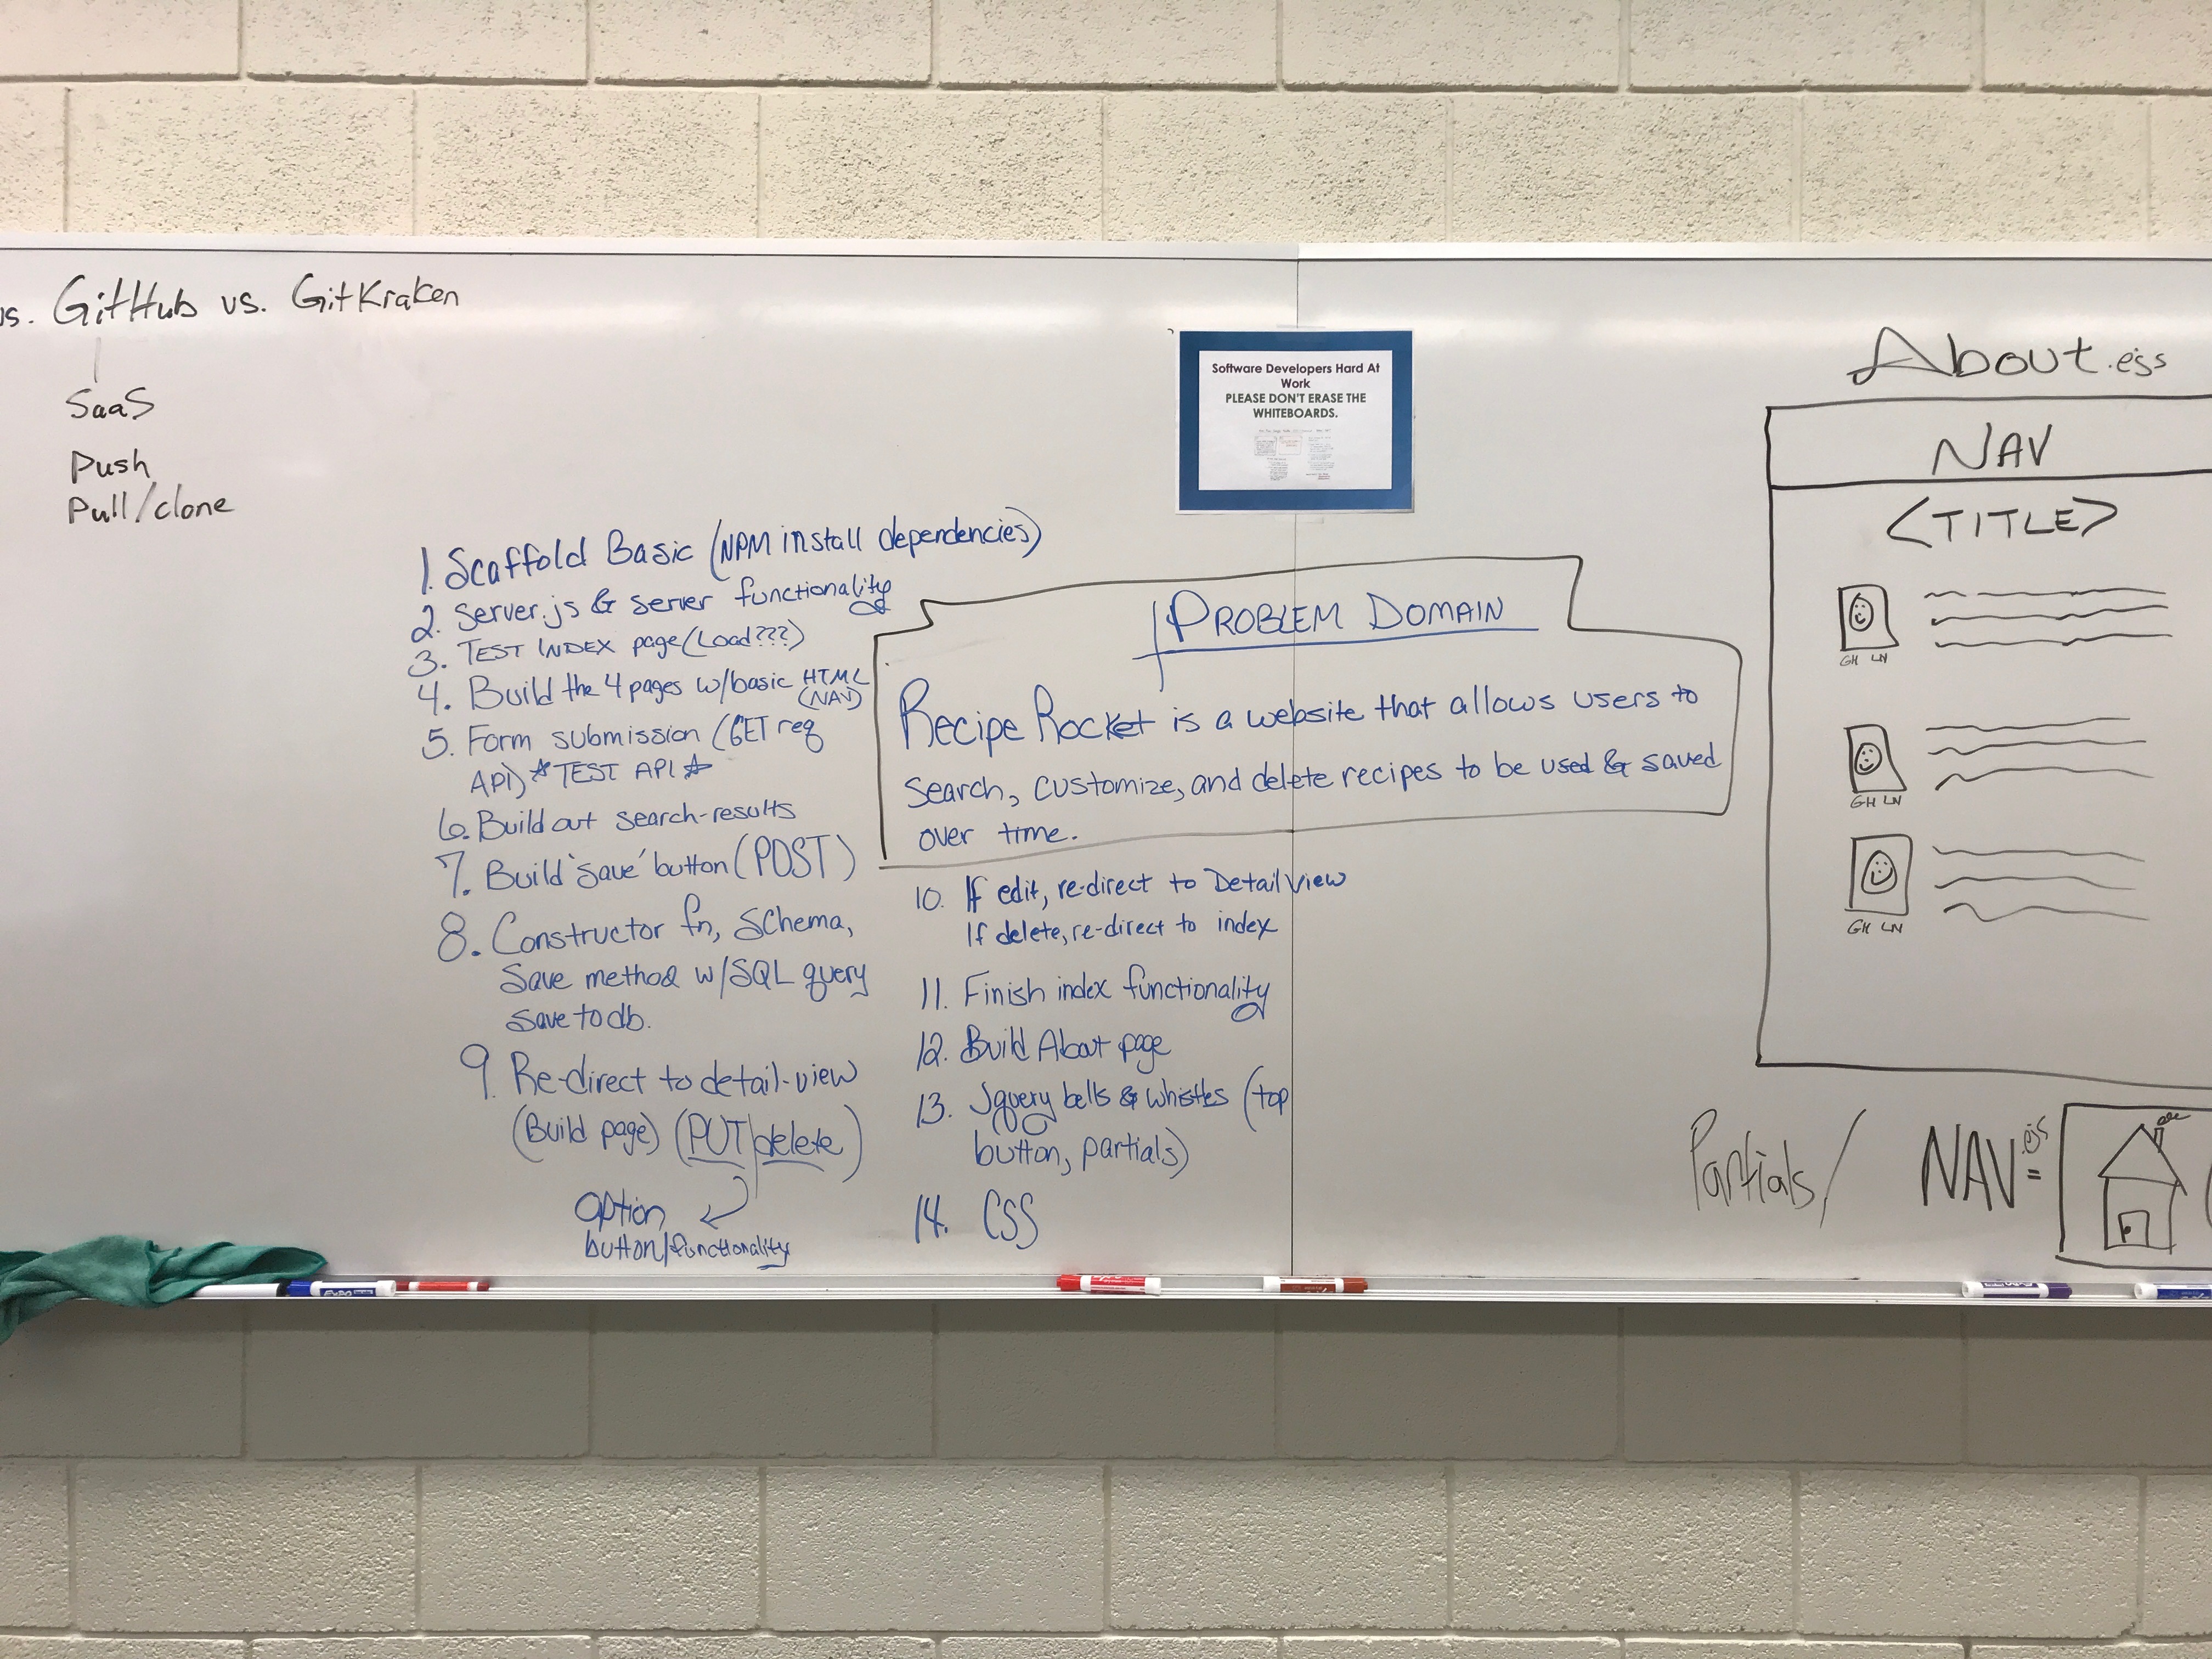 vs. GitHub vs. GitKraken
SaaS
Push
Pull/clone
1. Scaffold Basic (NPM install dependencies)
2. server.js & server functionality
3. TEST INDEX page (Load???)
4. Build the 4 pages w/basic HTML
(NAV)
5. Form submission (GET req
API) ☆ TEST API ☆
6. Build out search-results
7. Build 'save' button (POST)
8. Constructor fn, Schema,
Save method w/SQL query
save to db.
9. Re-direct to detail-view
(Build page) (PUT/delete)
option
button/functionality
Software Developers Hard At
Work
PLEASE DON'T ERASE THE
WHITEBOARDS.
PROBLEM DOMAIN
Recipe Rocket is a website that allows users to
search, customize, and delete recipes to be used & saved
over time.
10. If edit, re-direct to Detail View
If delete, re-direct to index
11. Finish index functionality
12. Build About page
13. Jquery bells & whistles (top
button, partials)
14. CSS
About.ejs
NAV
<TITLE>
GH LN
GH LN
GH LN
Partials/ NAV.ejs =